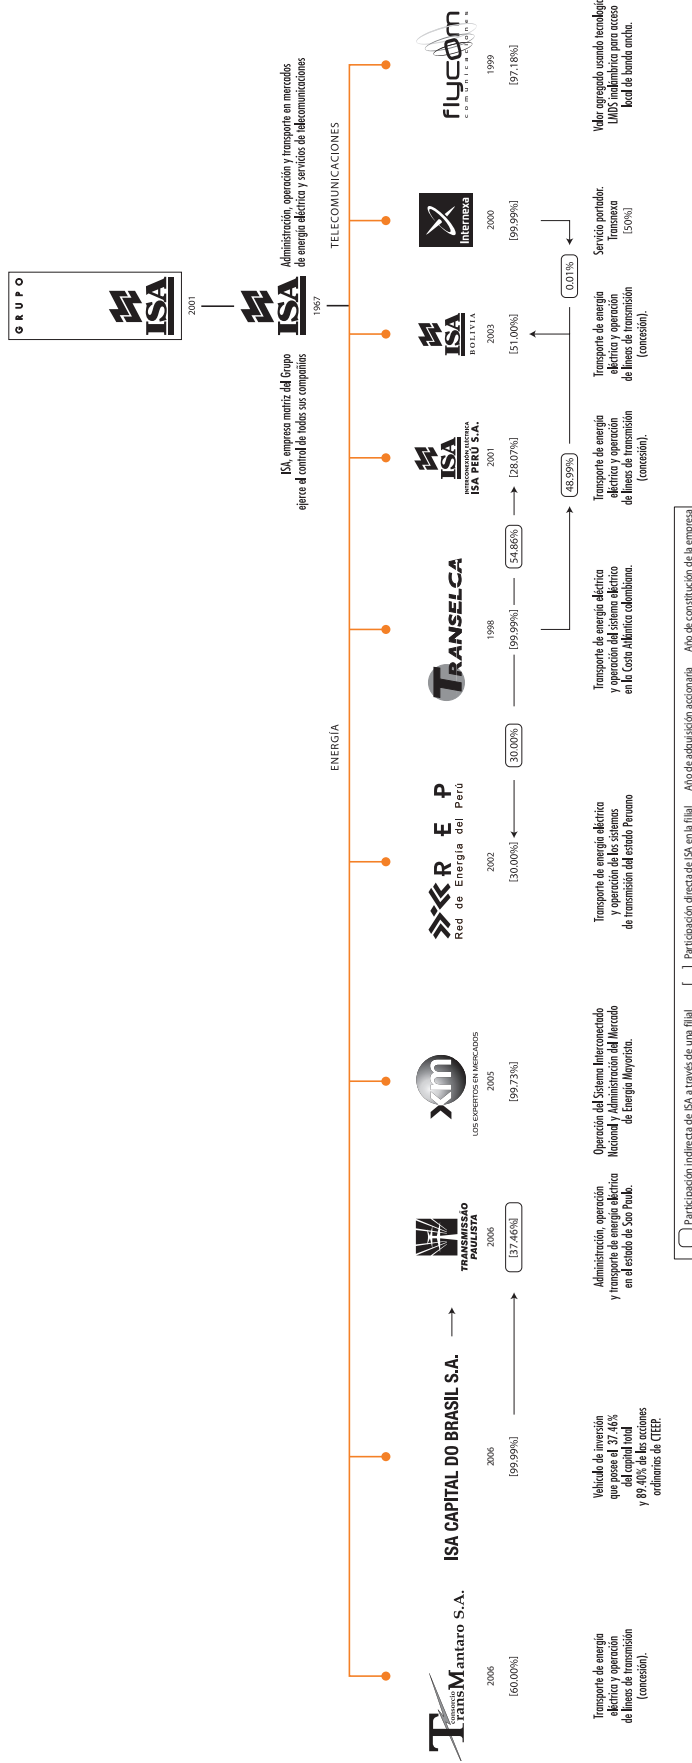 GRUPO
ISA
2001
ISA
1967
ISA, empresa matriz del Grupo
ejerce el control de todas sus compañías
Administración, operación y transporte en mercados
de energía eléctrica y servicios de telecomunicaciones
ENERGÍA
TELECOMUNICACIONES
consorcio
TransMantaro S.A.
2006
[60.00%]
Transporte de energía
eléctrica y operación
de líneas de transmisión
(concesión).
ISA CAPITAL DO BRASIL S.A.
2006
[99.99%]
Vehículo de inversión
que posee el 37.46%
del capital total
y 89.40% de las acciones
ordinarias de CTEEP.
TRANSMISSÃO
PAULISTA
2006
[37.46%]
Administración, operación
y transporte de energía eléctrica
en el estado de Sao Paulo.
xm
LOS EXPERTOS EN MERCADOS
2005
[99.73%]
Operación del Sistema Interconectado
Nacional y Administración del Mercado
de Energía Mayorista.
REP
Red de Energía del Perú
2002
[30.00%]
Transporte de energía eléctrica
y operación de los sistemas
de transmisión del estado Peruano
30.00%
TRANSELCA
1998
[99.99%]
Transporte de energía eléctrica
y operación del sistema eléctrico
en la Costa Atlántica colombiana.
54.86%
ISA
INTERCONEXIÓN ELÉCTRICA
ISA PERÚ S.A.
2001
[28.07%]
Transporte de energía
eléctrica y operación
de líneas de transmisión
(concesión).
48.99%
ISA
BOLIVIA
2003
[51.00%]
Transporte de energía
eléctrica y operación
de líneas de transmisión
(concesión).
0.01%
Internexa
2000
[99.99%]
Servicio portador.
Transnexa
[50%]
flycom
comunicaciones
1999
[97.18%]
Valor agregado usando tecnología
LMDS inalámbrica para acceso
local de banda ancha.
Participación indirecta de ISA a través de una filial [ ] Participación directa de ISA en la filial Año de adquisición accionaria Año de constitución de la empresa